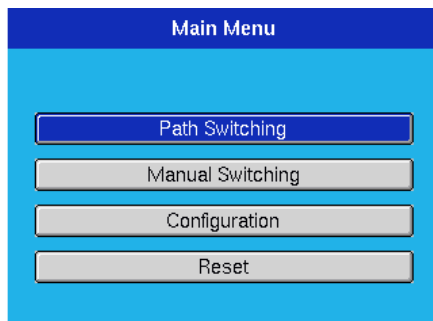 Main Menu
Path Switching
Manual Switching
Configuration
Reset